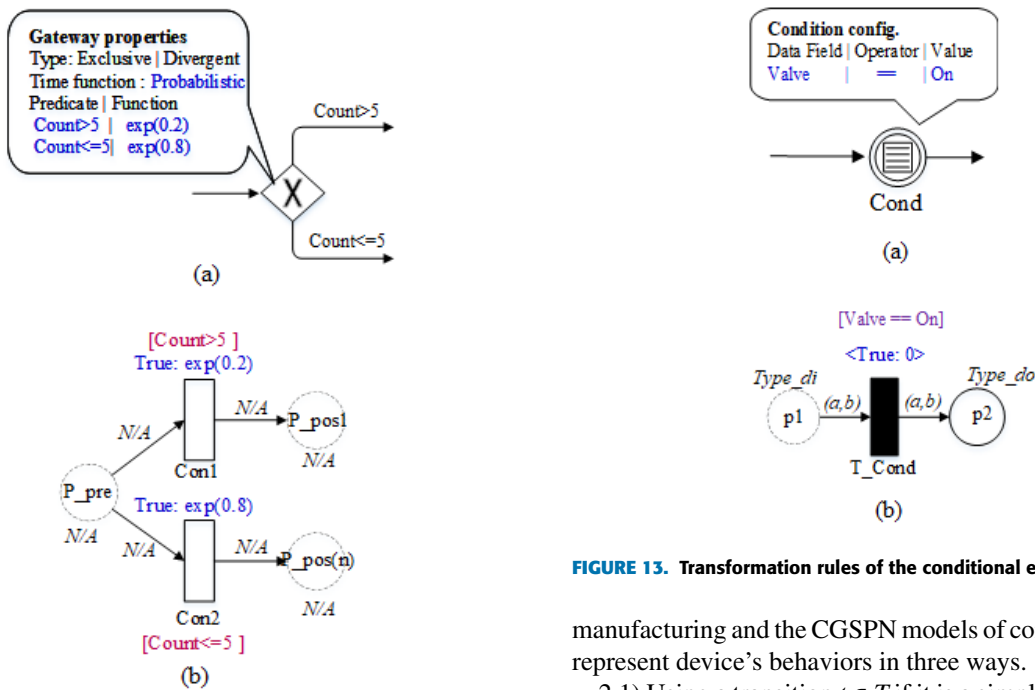 Gateway properties
Type: Exclusive | Divergent
Time function : Probabilistic
Predicate | Function
Count>5 | exp(0.2)
Count<=5| exp(0.8)
Count>5
X
Count<=5
(a)
[Count>5 ]
True: exp(0.2)
N/A
N/A
P_pos1
N/A
Con1
P_pre
N/A
True: exp(0.8)
N/A
N/A
P_pos(n)
N/A
Con2
[Count<=5 ]
(b)
Condition config.
Data Field | Operator | Value
Valve | == | On
Cond
(a)
[Valve == On]
<True: 0>
Type_di
Type_do
p1
(a,b)
(a,b)
p2
T_Cond
(b)
FIGURE 13. Transformation rules of the conditional e
manufacturing and the CGSPN models of co
represent device's behaviors in three ways.